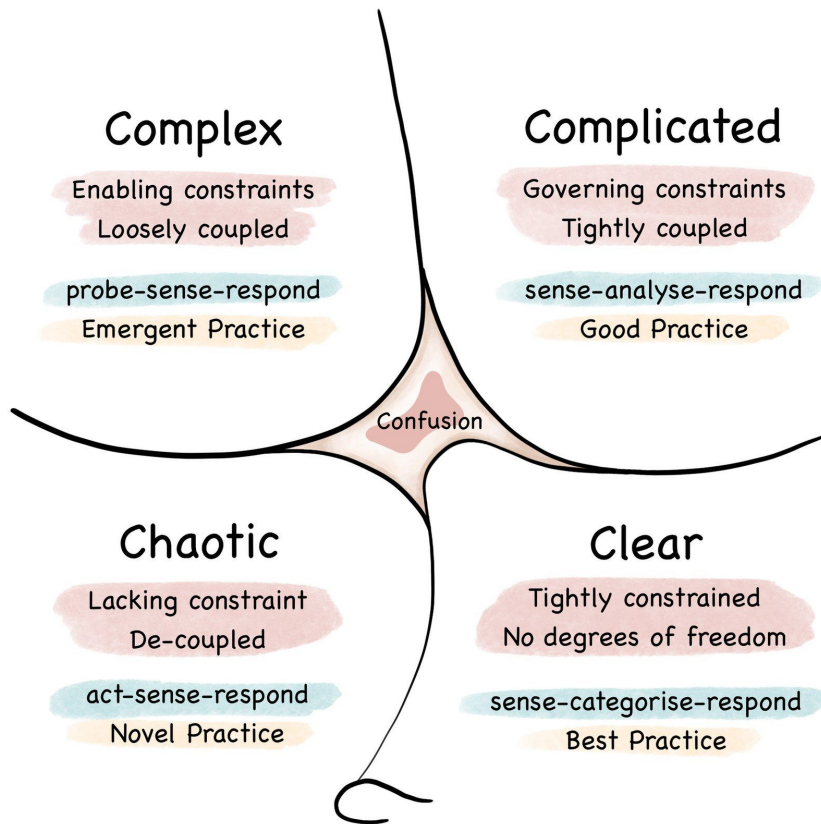 Complex
Enabling constraints
Loosely coupled
probe-sense-respond
Emergent Practice
Complicated
Governing constraints
Tightly coupled
sense-analyse-respond
Good Practice
Confusion
Chaotic
Lacking constraint
De-coupled
act-sense-respond
Novel Practice
Clear
Tightly constrained
No degrees of freedom
sense-categorise-respond
Best Practice